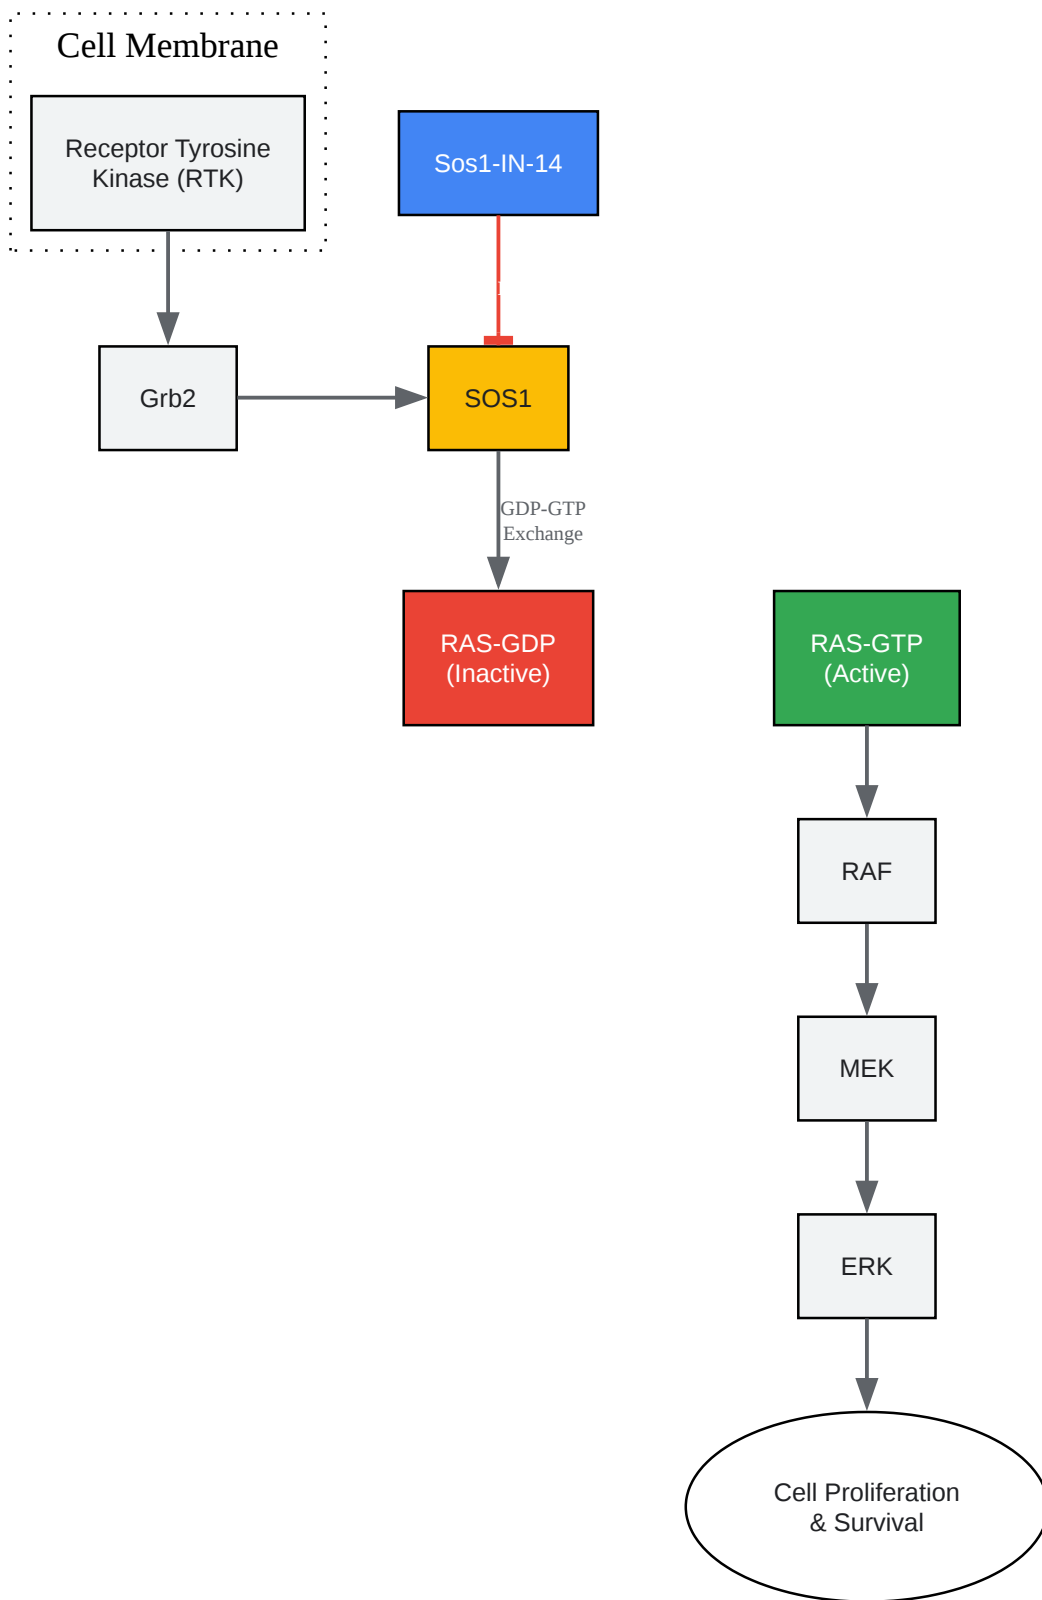 Cell Membrane
Receptor Tyrosine
Kinase (RTK)
Sos1-IN-14
Grb2
SOS1
GDP-GTP
Exchange
RAS-GDP
(Inactive)
RAS-GTP
(Active)
RAF
MEK
ERK
Cell Proliferation
& Survival